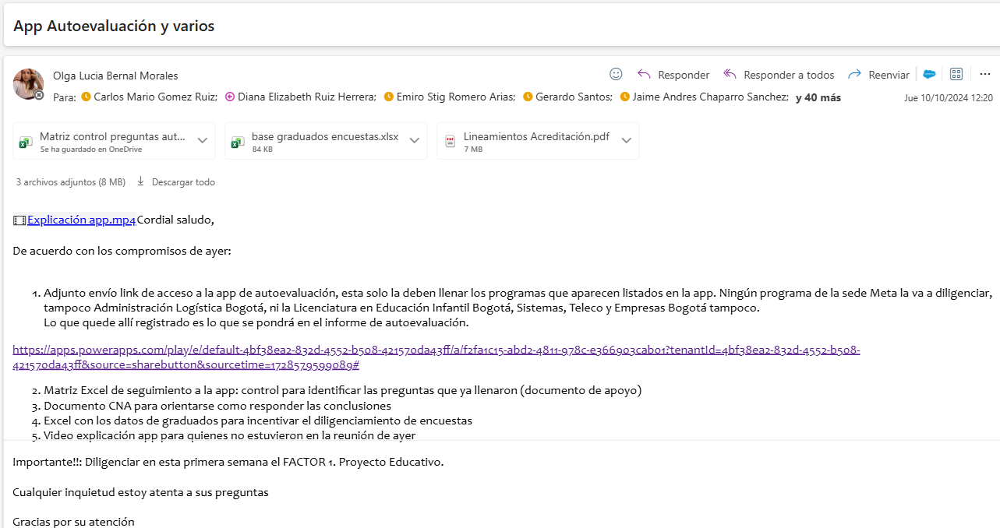 App Autoevaluación y varios
Olga Lucia Bernal Morales
Responder Responder a todos Reenviar
Para: Carlos Mario Gomez Ruiz; Diana Elizabeth Ruiz Herrera; Emiro Stig Romero Arias; Gerardo Santos; Jaime Andres Chaparro Sanchez; y 40 más
Jue 10/10/2024 12:20
Matriz control preguntas aut...
Se ha guardado en OneDrive
base graduados encuestas.xlsx
84 KB
Lineamientos Acreditación.pdf
7 MB
3 archivos adjuntos (8 MB) Descargar todo
Explicación app.mp4Cordial saludo,
De acuerdo con los compromisos de ayer:
1. Adjunto envío link de acceso a la app de autoevaluación, esta solo la deben llenar los programas que aparecen listados en la app. Ningún programa de la sede Meta la va a diligenciar,
tampoco Administración Logística Bogotá, ni la Licenciatura en Educación Infantil Bogotá, Sistemas, Teleco y Empresas Bogotá tampoco.
Lo que quede allí registrado es lo que se pondrá en el informe de autoevaluación.
https://apps.powerapps.com/play/e/default-4bf38ea2-832d-4552-b508-421570da43ff/a/f2fa1c15-abd2-4811-978c-e366903cab01?tenantId=4bf38ea2-832d-4552-b508-
421570da43ff&source=sharebutton&sourcetime=1728579599089#
2. Matriz Excel de seguimiento a la app: control para identificar las preguntas que ya llenaron (documento de apoyo)
3. Documento CNA para orientarse como responder las conclusiones
4. Excel con los datos de graduados para incentivar el diligenciamiento de encuestas
5. Video explicación app para quienes no estuvieron en la reunión de ayer
Importante!!: Diligenciar en esta primera semana el FACTOR 1. Proyecto Educativo.
Cualquier inquietud estoy atenta a sus preguntas
Gracias por su atención